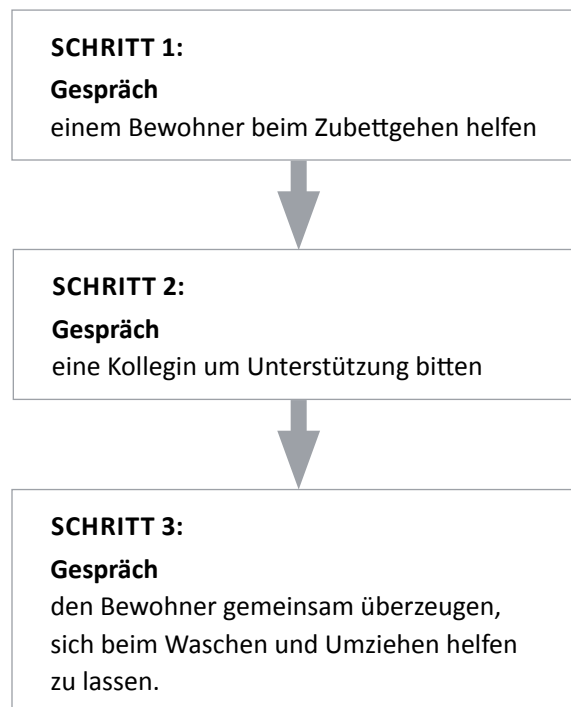 SCHRITT 1:
Gespräch
einem Bewohner beim Zubettgehen helfen
SCHRITT 2:
Gespräch
eine Kollegin um Unterstützung bitten
SCHRITT 3:
Gespräch
den Bewohner gemeinsam überzeugen,
sich beim Waschen und Umziehen helfen
zu lassen.